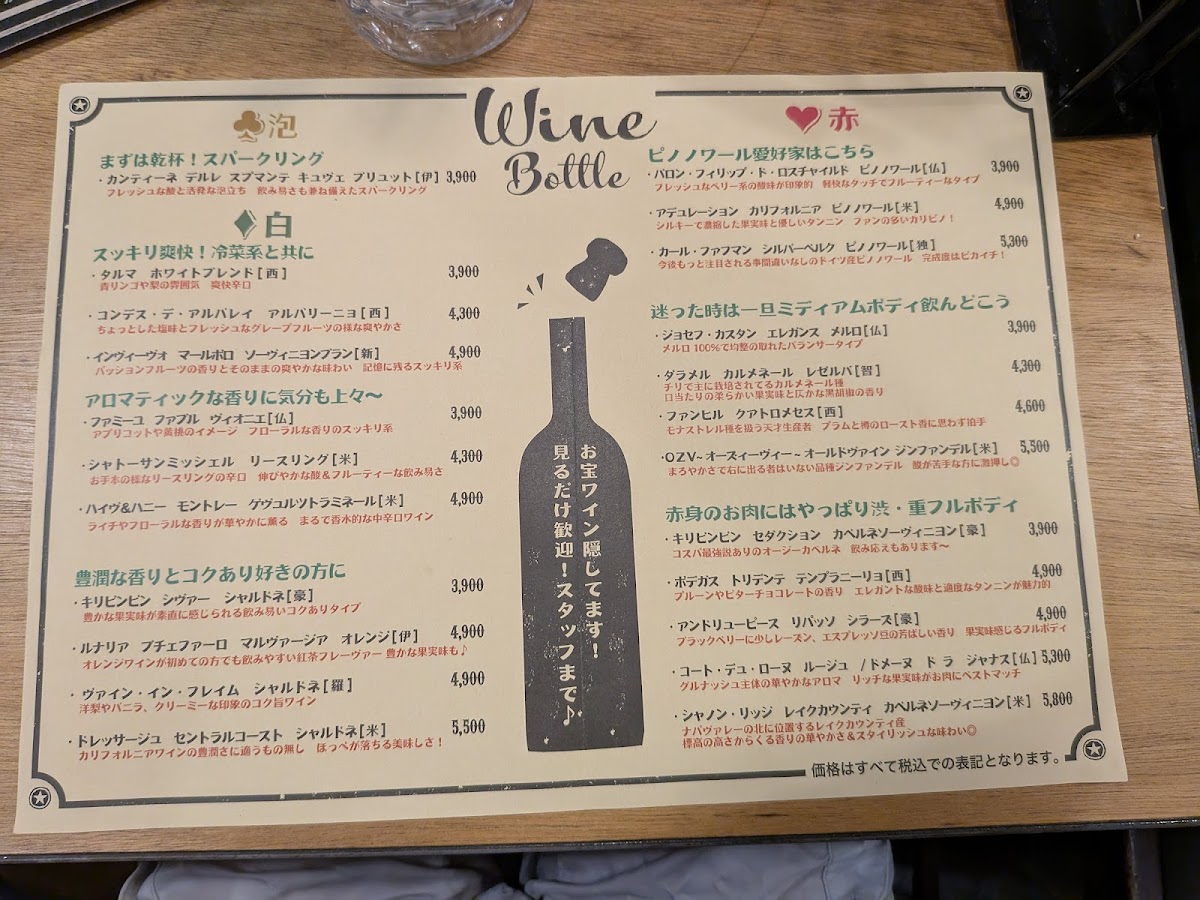 Wine
Bottle
泡
まずは乾杯！スパークリング
・カンティーネ デルレ スプマンテ キュヴェ ブリュット[伊] 3,900
フレッシュな酸と活発な泡立ち 飲み易さも兼ね備えたスパークリング
白
スッキリ爽快！冷菜系と共に
・タルマ ホワイトブレンド[西] 3,900
青リンゴや梨の雰囲気 爽快辛口
・コンデス・デ・アルバレイ アルバリーニョ[西] 4,300
ちょっとした塩味とフレッシュなグレープフルーツの様な爽やかさ
・インヴィーヴォ マールボロ ソーヴィニヨンブラン[新] 4,900
パッションフルーツの香りとそのままの爽やかな味わい 記憶に残るスッキリ系
アロマティックな香りに気分も上々〜
・ファミーユ ファブル ヴィオニエ[仏] 3,900
アプリコットや黄桃のイメージ フローラルな香りのスッキリ系
・シャトーサンミッシェル リースリング[米] 4,300
お手本の様なリースリングの辛口 伸びやかな酸＆フルーティーな飲み易さ
・ハイヴ&ハニー モントレー ゲヴュルツトラミネール[米] 4,900
ライチやフローラルな香りが華やかに薫る まるで香水的な中辛口ワイン
豊潤な香りとコクあり好きの方に
・キリビンビン シヴァー シャルドネ[豪] 3,900
豊かな果実味が素直に感じられる飲み易いコクありタイプ
・ルナリア プチェファーロ マルヴァージア オレンジ[伊] 4,900
オレンジワインが初めての方でも飲みやすい紅茶フレーヴァー 豊かな果実味も♪
・ヴァイン・イン・フレイム シャルドネ[羅] 4,900
洋梨やバニラ、クリーミーな印象のコク旨ワイン
・ドレッサージュ セントラルコースト シャルドネ[米] 5,500
カリフォルニアワインの豊潤さに適うもの無し ほっぺが落ちる美味しさ！
お宝ワイン隠してます！
見るだけ歓迎！スタッフまで♪
赤
ピノノワール愛好家はこちら
・バロン・フィリップ・ド・ロスチャイルド ピノノワール[仏] 3,900
フレッシュなベリー系の酸味が印象的 軽快なタッチでフルーティーなタイプ
・アデュレーション カリフォルニア ピノノワール[米] 4,900
シルキーで濃縮した果実味と優しいタンニン ファンの多いカリピノ！
・カール・ファフマン シルバーベルク ピノノワール[独] 5,300
今後もっと注目される事間違いなしのドイツ産ピノノワール 完成度はピカイチ！
迷った時は一旦ミディアムボディ飲んどこう
・ジョセフ・カスタン エレガンス メルロ[仏] 3,900
メルロ 100%で均整の取れたバランサータイプ
・ダラメル カルメネール レゼルバ[智] 4,300
チリで主に栽培されてるカルメネール種
口当たりの柔らかい果実味と仄かな黒胡椒の香り
・ファンヒル クアトロメセス[西] 4,600
モナストレル種を扱う天才生産者 プラムと樽のロースト香に思わず拍手
・OZV~オーズィーヴィー~オールドヴァイン ジンファンデル[米] 5,500
まろやかさで右に出る者はいない品種ジンファンデル 酸が苦手な方に激押し◎
赤身のお肉にはやっぱり渋・重フルボディ
・キリビンビン セダクション カベルネソーヴィニヨン[豪] 3,900
コスパ最強説ありのオージーカベルネ 飲み応えもあります〜
・ボデガス トリデンテ テンプラニーリョ[西] 4,900
プルーンやビターチョコレートの香り エレガントな酸味と適度なタンニンが魅力的
・アンドリューピース リパッソ シラーズ[豪] 4,900
ブラックベリーに少しレーズン、エスプレッソ豆の芳ばしい香り 果実味感じるフルボディ
・コート・デュ・ローヌ ルージュ /ドメーヌ ド ラ ジャナス[仏] 5,300
グルナッシュ主体の華やかなアロマ リッチな果実味がお肉にベストマッチ
・シャノン・リッジ レイクカウンティ カベルネソーヴィニヨン[米] 5,800
ナパヴァレーの北に位置するレイクカウンティ産
標高の高さからくる香りの華やかさ＆スタイリッシュな味わい◎
価格はすべて税込での表記となります。